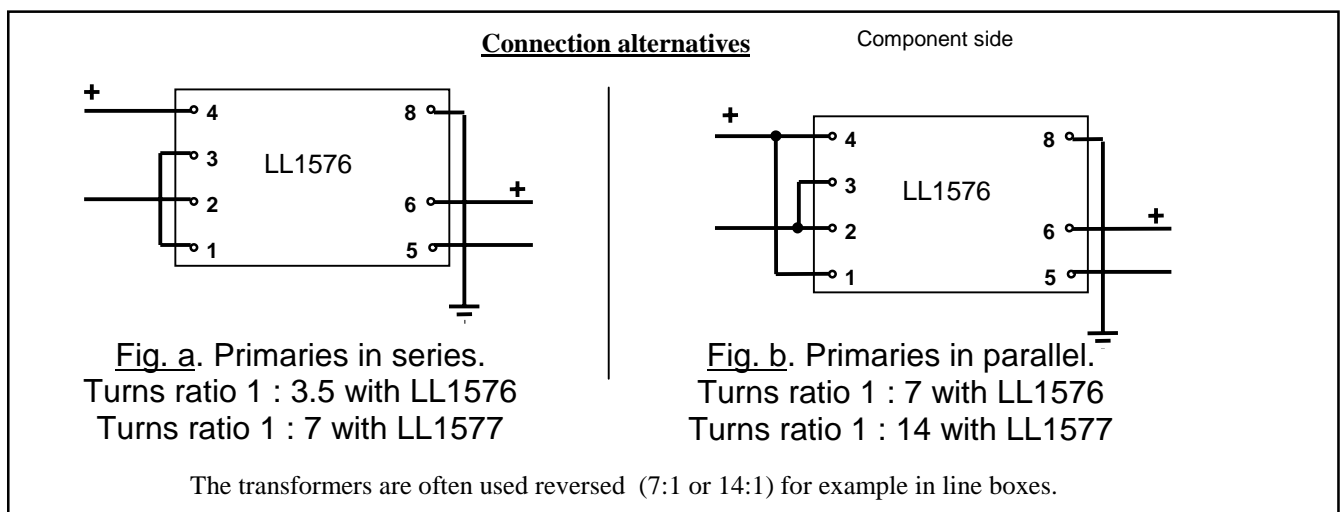 Connection alternatives
Component side
+
4
8
3
LL1576
2
6
+
1
5
+
4
8
3
LL1576
2
6
+
1
5
Fig. a. Primaries in series.
Turns ratio 1 : 3.5 with LL1576
Turns ratio 1 : 7 with LL1577
Fig. b. Primaries in parallel.
Turns ratio 1 : 7 with LL1576
Turns ratio 1 : 14 with LL1577
The transformers are often used reversed (7:1 or 14:1) for example in line boxes.